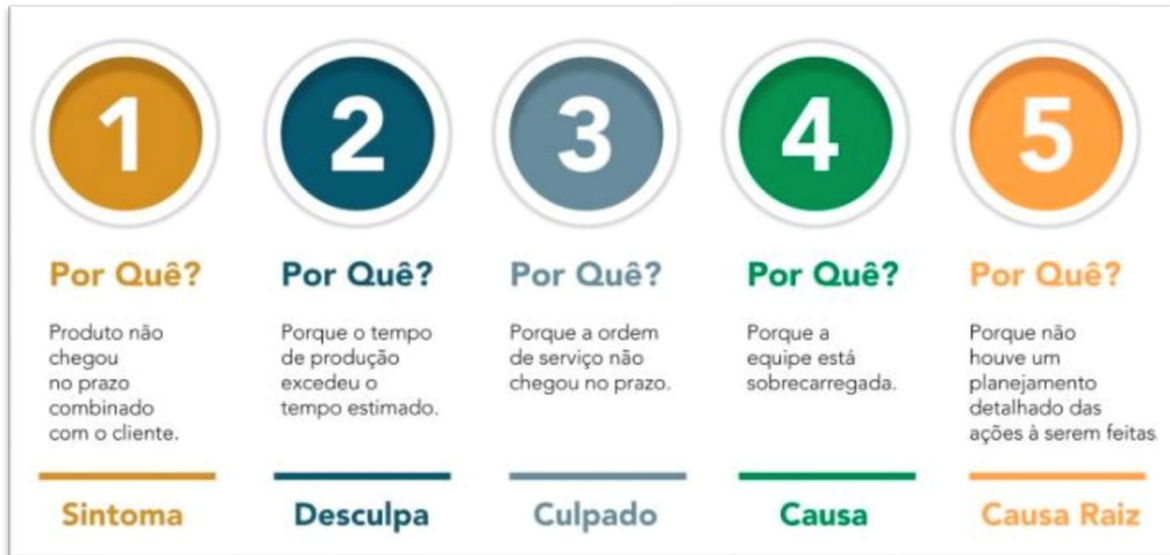 1
Por Quê?
Produto não
chegou
no prazo
combinado
com o cliente.
Sintoma
2
Por Quê?
Porque o tempo
de produção
excedeu o
tempo estimado.
Desculpa
3
Por Quê?
Porque a ordem
de serviço não
chegou no prazo.
Culpado
4
Por Quê?
Porque a
equipe está
sobrecarregada.
Causa
5
Por Quê?
Porque não
houve um
planejamento
detalhado das
ações à serem feitas
Causa Raiz